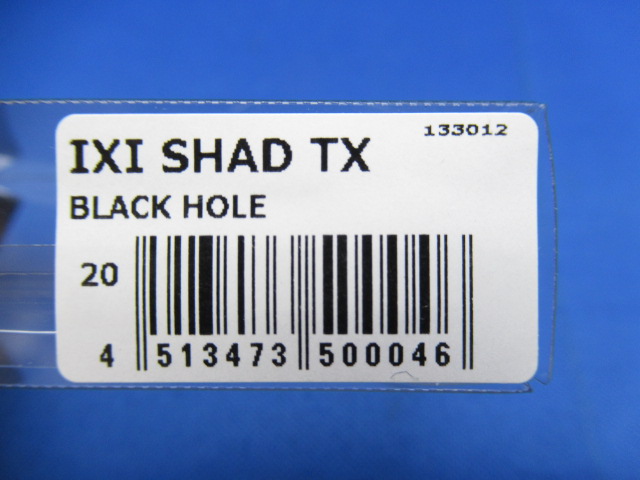 133012
IXI SHAD TX
BLACK HOLE
20
4 513473 500046